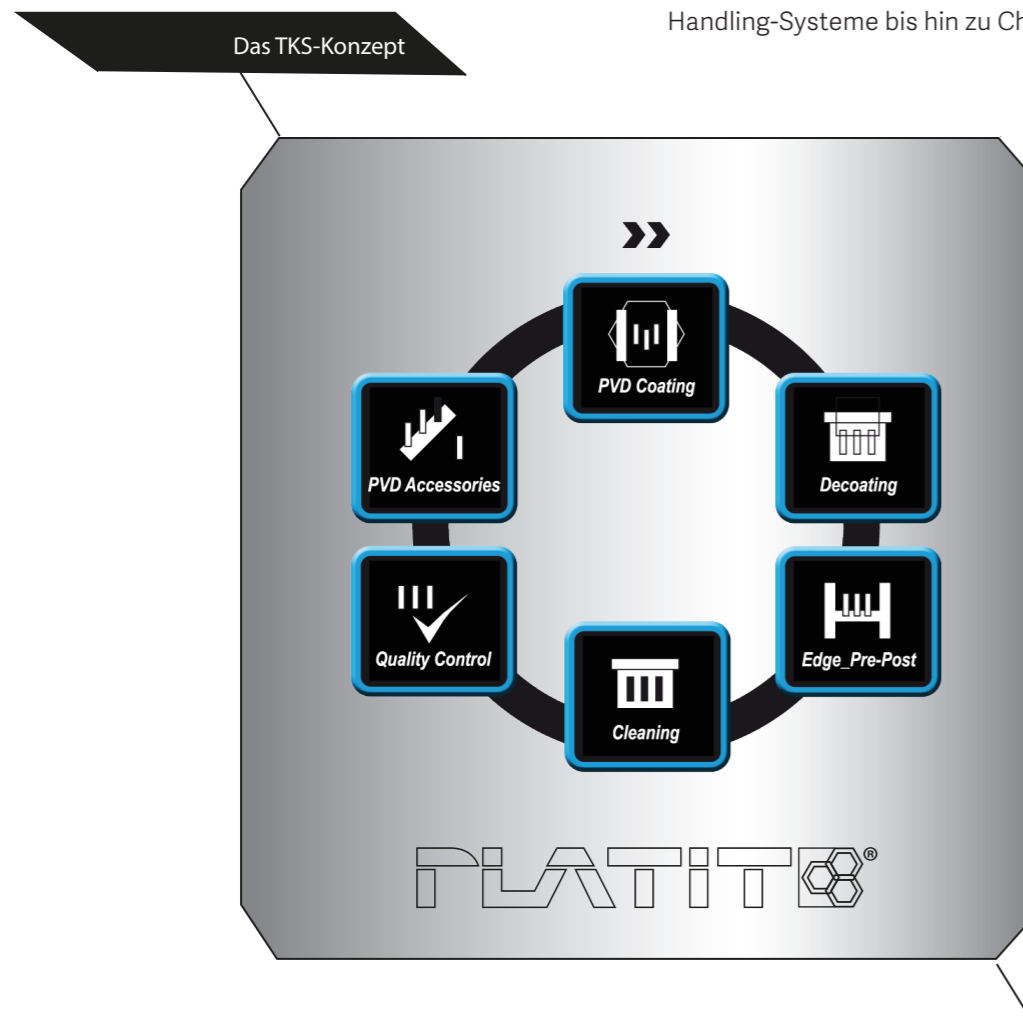 Handling-Systeme bis hin zu Ch
Das TKS-Konzept
PVD Coating
PVD Accessories
Decoating
Quality Control
Edge_Pre-Post
Cleaning
PLATIT®